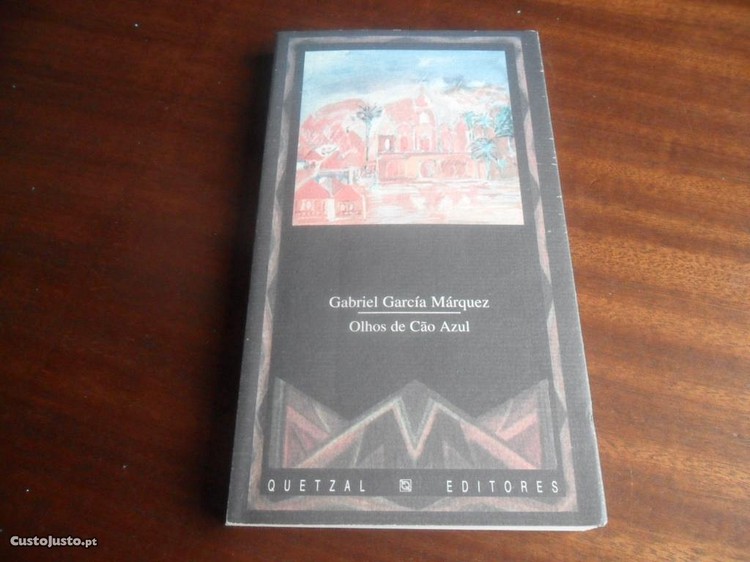 Gabriel García Márquez
Olhos de Cão Azul
QUETZAL EDITORES
CustoJusto.pt